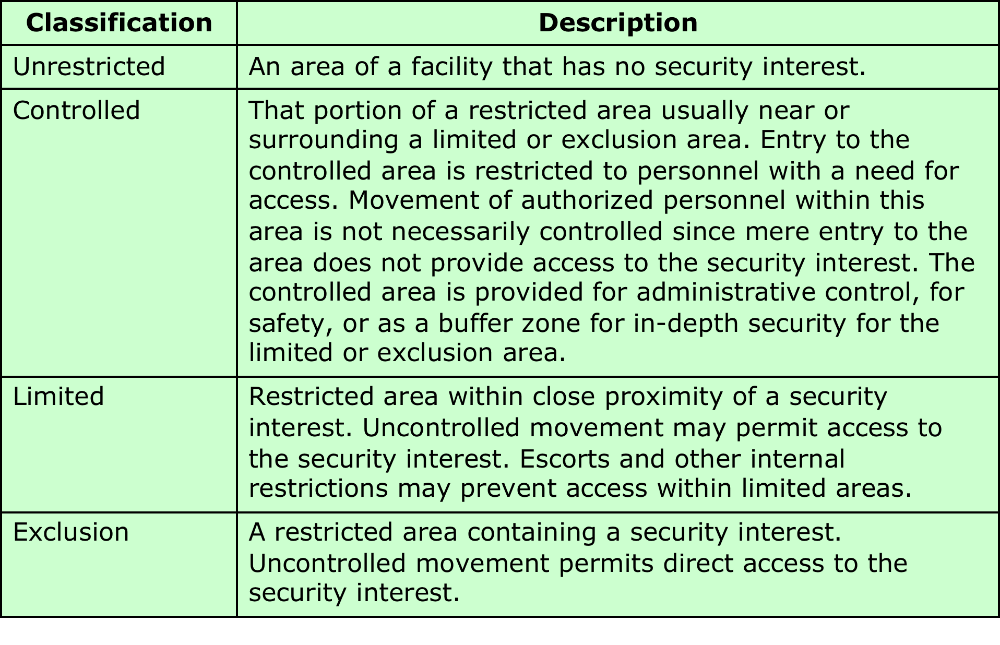 Classification Description
Unrestricted An area of a facility that has no security interest.
Controlled That portion of a restricted area usually near or
surrounding a limited or exclusion area. Entry to the
controlled area is restricted to personnel with a need for
access. Movement of authorized personnel within this
area is not necessarily controlled since mere entry to the
area does not provide access to the security interest. The
controlled area is provided for administrative control, for
safety, or as a buffer zone for in-depth security for the
limited or exclusion area.
Limited Restricted area within close proximity of a security
interest. Uncontrolled movement may permit access to
the security interest. Escorts and other internal
restrictions may prevent access within limited areas.
Exclusion A restricted area containing a security interest.
Uncontrolled movement permits direct access to the
security interest.